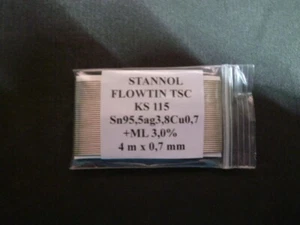 STANNOL
FLOWTIN TSC
KS 115
Sn95,5ag3,8Cu0,7
+ML 3,0%
4 m x 0,7 mm